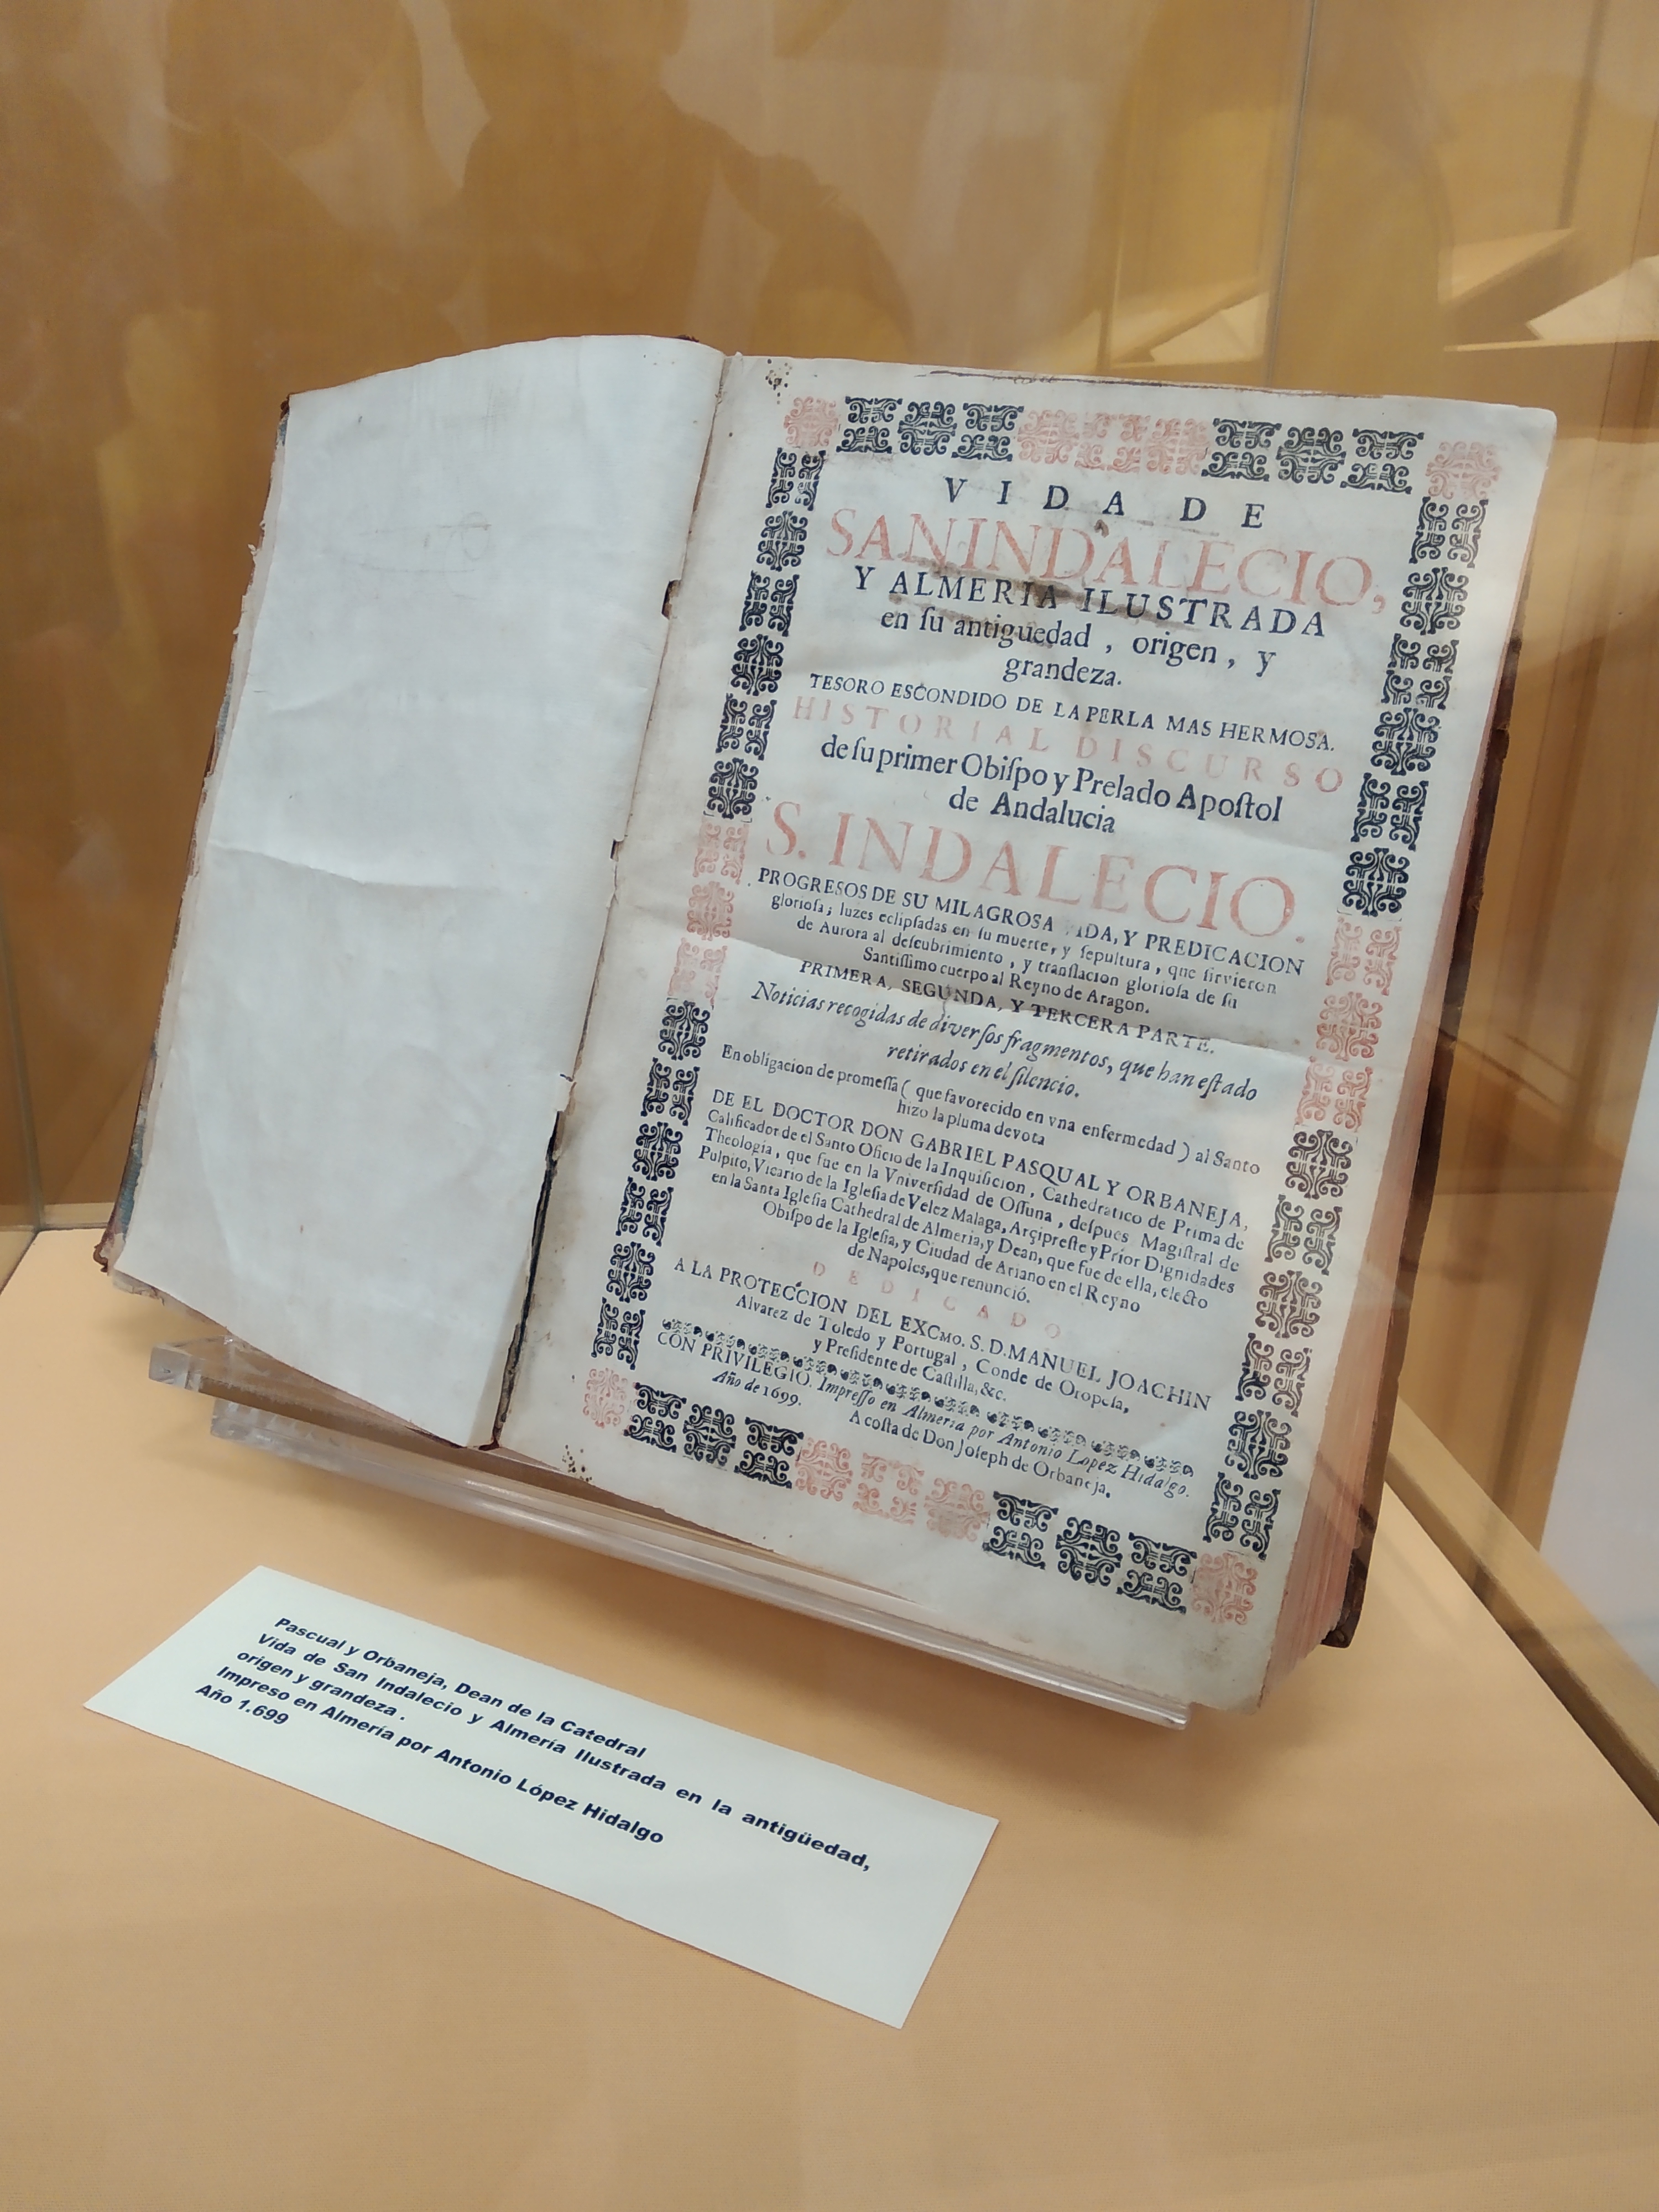 VIDA DE
SAN INDALECIO,
Y ALMERIA ILUSTRADA
en ſu antiguedad , origen , y
grandeza.
TESORO ESCONDIDO DE LA PERLA MAS HERMOSA.
HISTORIAL DISCURSO
de ſu primer Obiſpo y Prelado Apoſtol
de Andalucia
S. INDALECIO.
PROGRESOS DE SU MILAGROSA IDA, Y PREDICACION
glorioſa; luzes eclipſadas en ſu muerte, y ſepultura, que ſirvieron
de Aurora al deſcubrimiento, y tranſlacion glorioſa de ſu
Santiſſimo cuerpo al Reyno de Aragon.
PRIMERA, SEGUNDA, Y TERCERA PARTE.
Noticias recogidas de diverſos fragmentos, que han eſtado
retirados en el ſilencio.
En obligacion de promeſſa ( que favorecido en vna enfermedad ) al Santo
hizo la pluma devota
DE EL DOCTOR DON GABRIEL PASQUAL Y ORBANEJA,
Calificador de el Santo Oficio de la Inquiſicion, Cathedratico de Prima de
Theologia, que fue en la Vniverſidad de Oſſuna, deſpues Magiſtral de
Pulpito, Vicario de la Igleſia de Velez Malaga, Arçipreſte y Prior Dignidades
en la Santa Igleſia Cathedral de Almeria, y Dean, que fue de ella, electo
Obiſpo de la Igleſia, y Ciudad de Ariano en el Reyno
de Napoles, que renunció.
DEDICADO
A LA PROTECCION DEL EXCMO. S. D. MANUEL JOACHIN
Alvarez de Toledo y Portugal, Conde de Oropeſa,
y Preſidente de Caſtilla, &c.
CON PRIVILEGIO. Impreſſo en Almeria por Antonio Lopez Hidalgo.
Año de 1699. A coſta de Don Joſeph de Orbaneja.
Pascual y Orbaneja, Dean de la Catedral
Vida de San Indalecio y Almería Ilustrada en la antigüedad,
origen y grandeza .
Impreso en Almería por Antonio López Hidalgo
Año 1.699